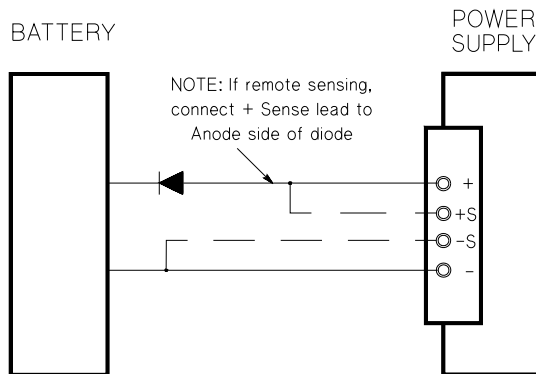 BATTERY
POWER
SUPPLY
NOTE: If remote sensing,
connect + Sense lead to
Anode side of diode
+
+S
-S
-